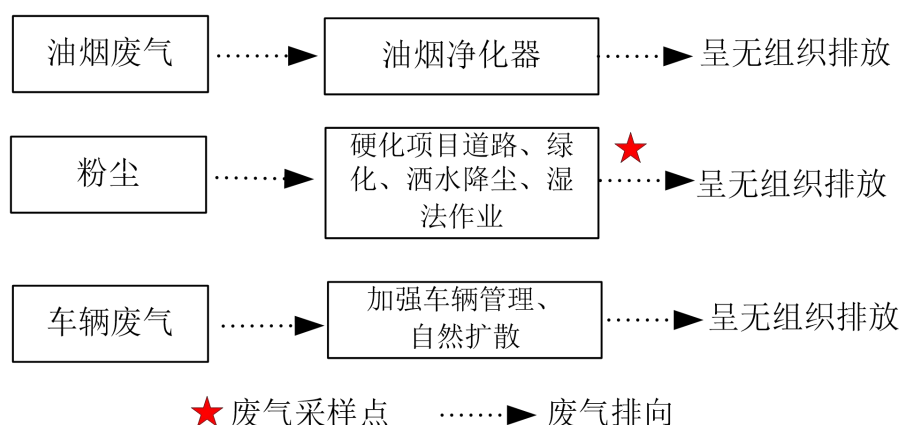 油烟废气
油烟净化器
呈无组织排放
粉尘
硬化项目道路、绿
化、洒水降尘、湿
法作业
呈无组织排放
车辆废气
加强车辆管理、
自然扩散
呈无组织排放
废气采样点
废气排向